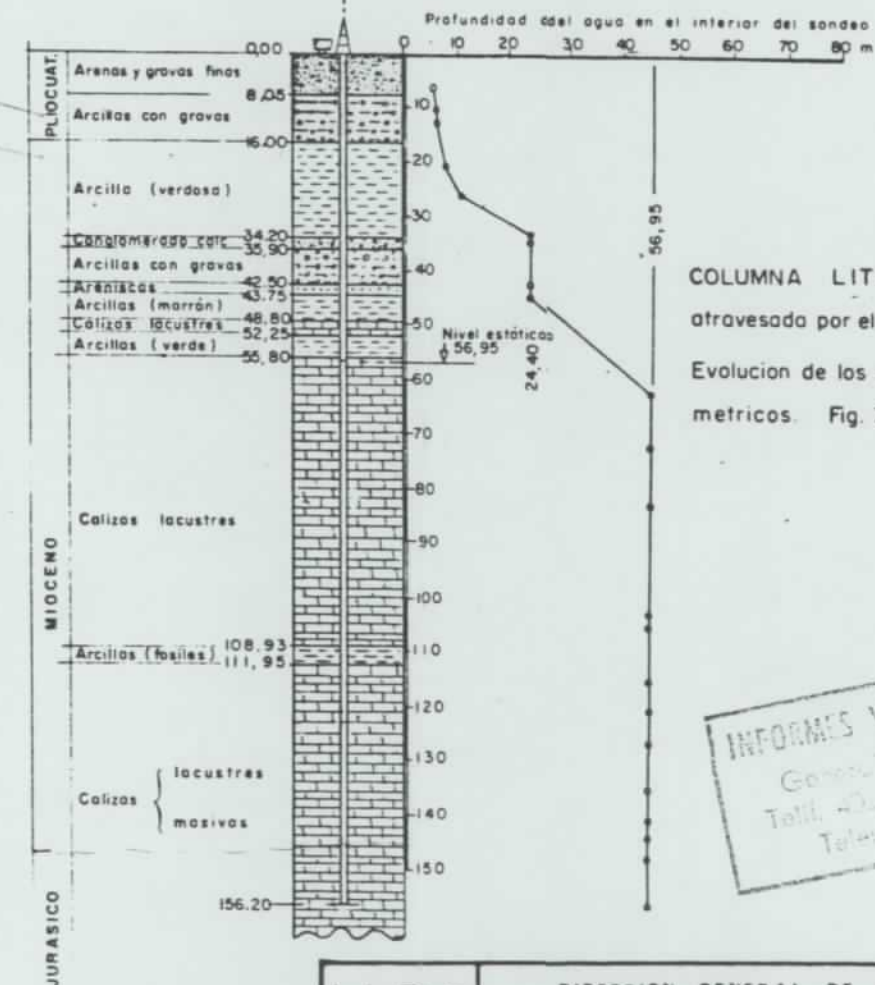 Profundidad cdel agua en el interior del sondeo
0 10 20 30 40 50 60 70 80 m
PLIOCUAT.
0,00
Arenas y gravas finas
8,05
Arcillas con gravas
16.00
Arcilla (verdosa)
34.20
Conglomerado calc
35,90
Arcillas con gravas
42.50
Areniscas
43.75
Arcillas (marrón)
48.80
Calizas lacustres
52,25
Arcillas (verde)
55,80
MIOCENO
Calizas lacustres
108.93
Arcillas (fosiles)
111,95
Calizas
lacustres
masivas
156.20
JURASICO
10
20
30
40
50
60
70
80
90
100
110
120
130
140
150
Nivel estático
56,95
24,40
56,95
COLUMNA LIT
atravesada por el
Evolucion de los
metricos. Fig.
INFORMES Y
DIRECCION GENERAL DE